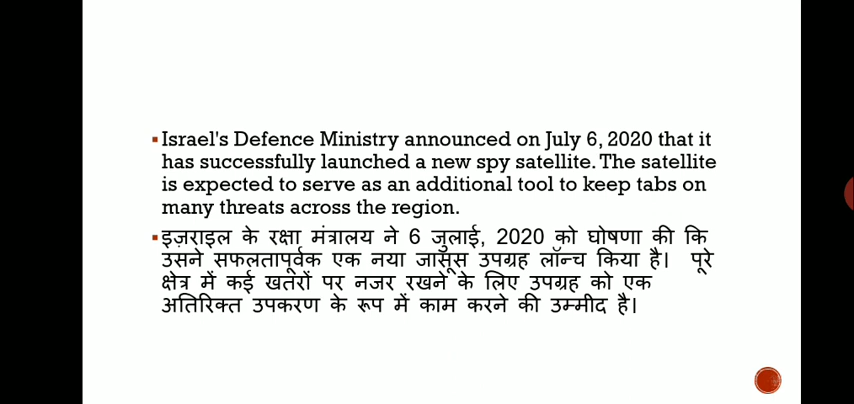 ▪Israel's Defence Ministry announced on July 6, 2020 that it
has successfully launched a new spy satellite. The satellite
is expected to serve as an additional tool to keep tabs on
many threats across the region.
▪इज़राइल के रक्षा मंत्रालय ने 6 जुलाई, 2020 को घोषणा की कि
उसने सफलतापूर्वक एक नया जासूस उपग्रह लॉन्च किया है। पूरे
क्षेत्र में कई खतरों पर नजर रखने के लिए उपग्रह को एक
अतिरिक्त उपकरण के रूप में काम करने की उम्मीद है।